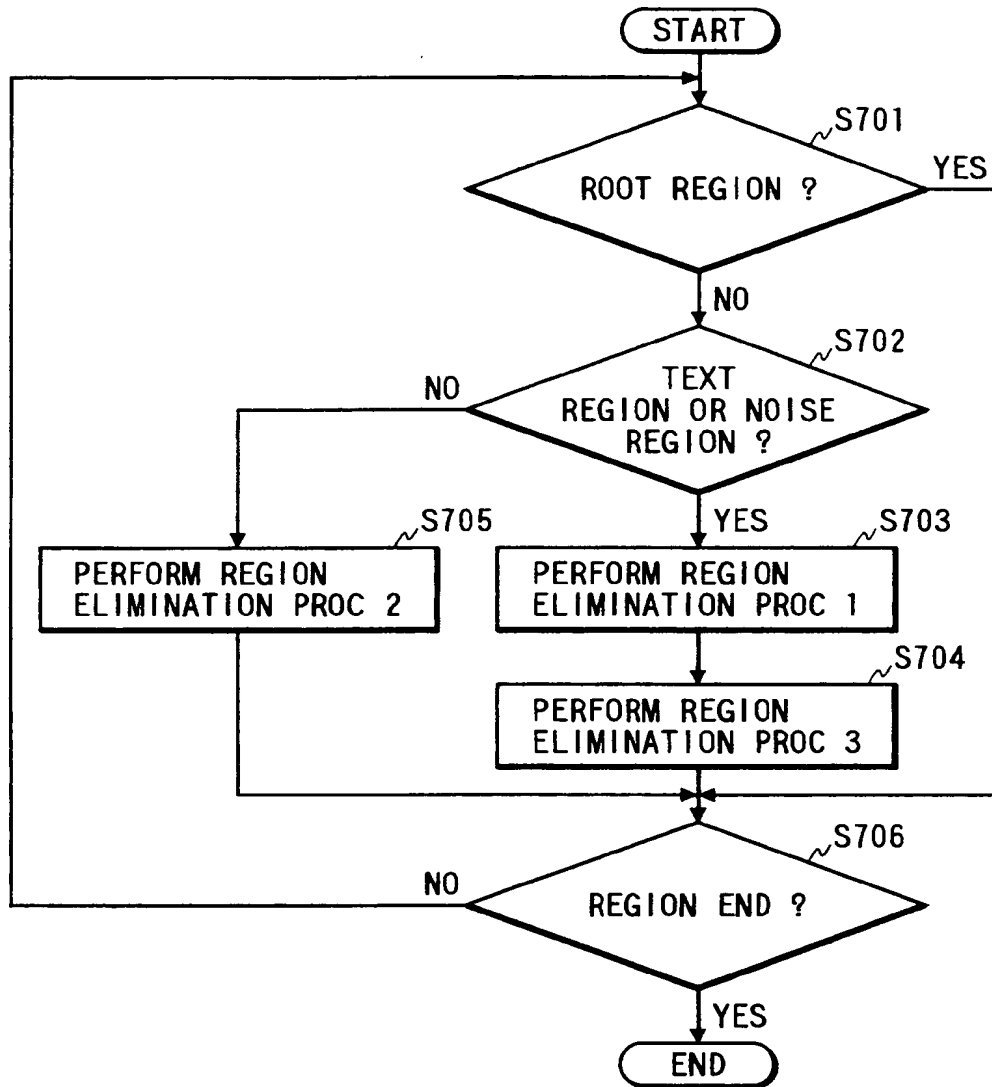 START
S701
ROOT REGION ?
YES
NO
S702
NO
TEXT
REGION OR NOISE
REGION ?
YES
S705
PERFORM REGION
ELIMINATION PROC 2
S703
PERFORM REGION
ELIMINATION PROC 1
S704
PERFORM REGION
ELIMINATION PROC 3
S706
NO
REGION END ?
YES
END